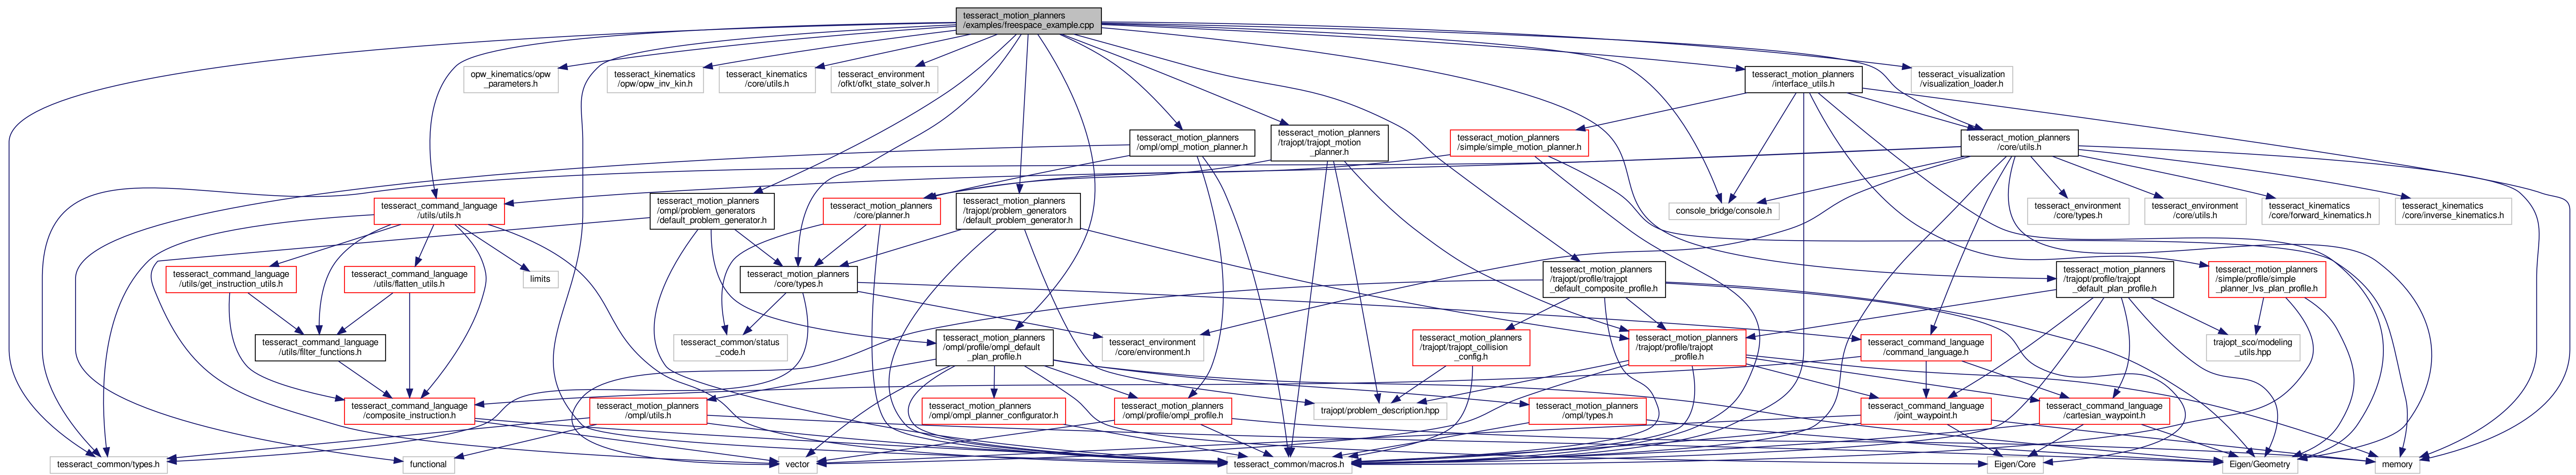 tesseract_motion_planners
/examples/freespace_example.cpp
opw_kinematics/opw
_parameters.h
tesseract_kinematics
/opw/opw_inv_kin.h
tesseract_kinematics
/core/utils.h
tesseract_environment
/ofkt/ofkt_state_solver.h
tesseract_motion_planners
/interface_utils.h
tesseract_visualization
/visualization_loader.h
tesseract_motion_planners
/ompl/ompl_motion_planner.h
tesseract_motion_planners
/trajopt/trajopt_motion
_planner.h
tesseract_motion_planners
/simple/simple_motion_planner.h
tesseract_motion_planners
/core/utils.h
tesseract_command_language
/utils/utils.h
tesseract_motion_planners
/ompl/problem_generators
/default_problem_generator.h
tesseract_motion_planners
/core/planner.h
tesseract_motion_planners
/trajopt/problem_generators
/default_problem_generator.h
console_bridge/console.h
tesseract_environment
/core/types.h
tesseract_environment
/core/utils.h
tesseract_kinematics
/core/forward_kinematics.h
tesseract_kinematics
/core/inverse_kinematics.h
tesseract_command_language
/utils/get_instruction_utils.h
tesseract_command_language
/utils/flatten_utils.h
limits
tesseract_motion_planners
/core/types.h
tesseract_motion_planners
/trajopt/profile/trajopt
_default_composite_profile.h
tesseract_motion_planners
/trajopt/profile/trajopt
_default_plan_profile.h
tesseract_motion_planners
/simple/profile/simple
_planner_lvs_plan_profile.h
tesseract_command_language
/utils/filter_functions.h
tesseract_common/status
_code.h
tesseract_motion_planners
/ompl/profile/ompl_default
_plan_profile.h
tesseract_environment
/core/environment.h
tesseract_motion_planners
/trajopt/trajopt_collision
_config.h
tesseract_motion_planners
/trajopt/profile/trajopt
_profile.h
tesseract_command_language
/command_language.h
trajopt_sco/modeling
_utils.hpp
tesseract_command_language
/composite_instruction.h
tesseract_motion_planners
/ompl/utils.h
tesseract_motion_planners
/ompl/ompl_planner_configurator.h
tesseract_motion_planners
/ompl/profile/ompl_profile.h
trajopt/problem_description.hpp
tesseract_motion_planners
/ompl/types.h
tesseract_command_language
/joint_waypoint.h
tesseract_command_language
/cartesian_waypoint.h
tesseract_common/types.h
functional
vector
tesseract_common/macros.h
Eigen/Core
Eigen/Geometry
memory